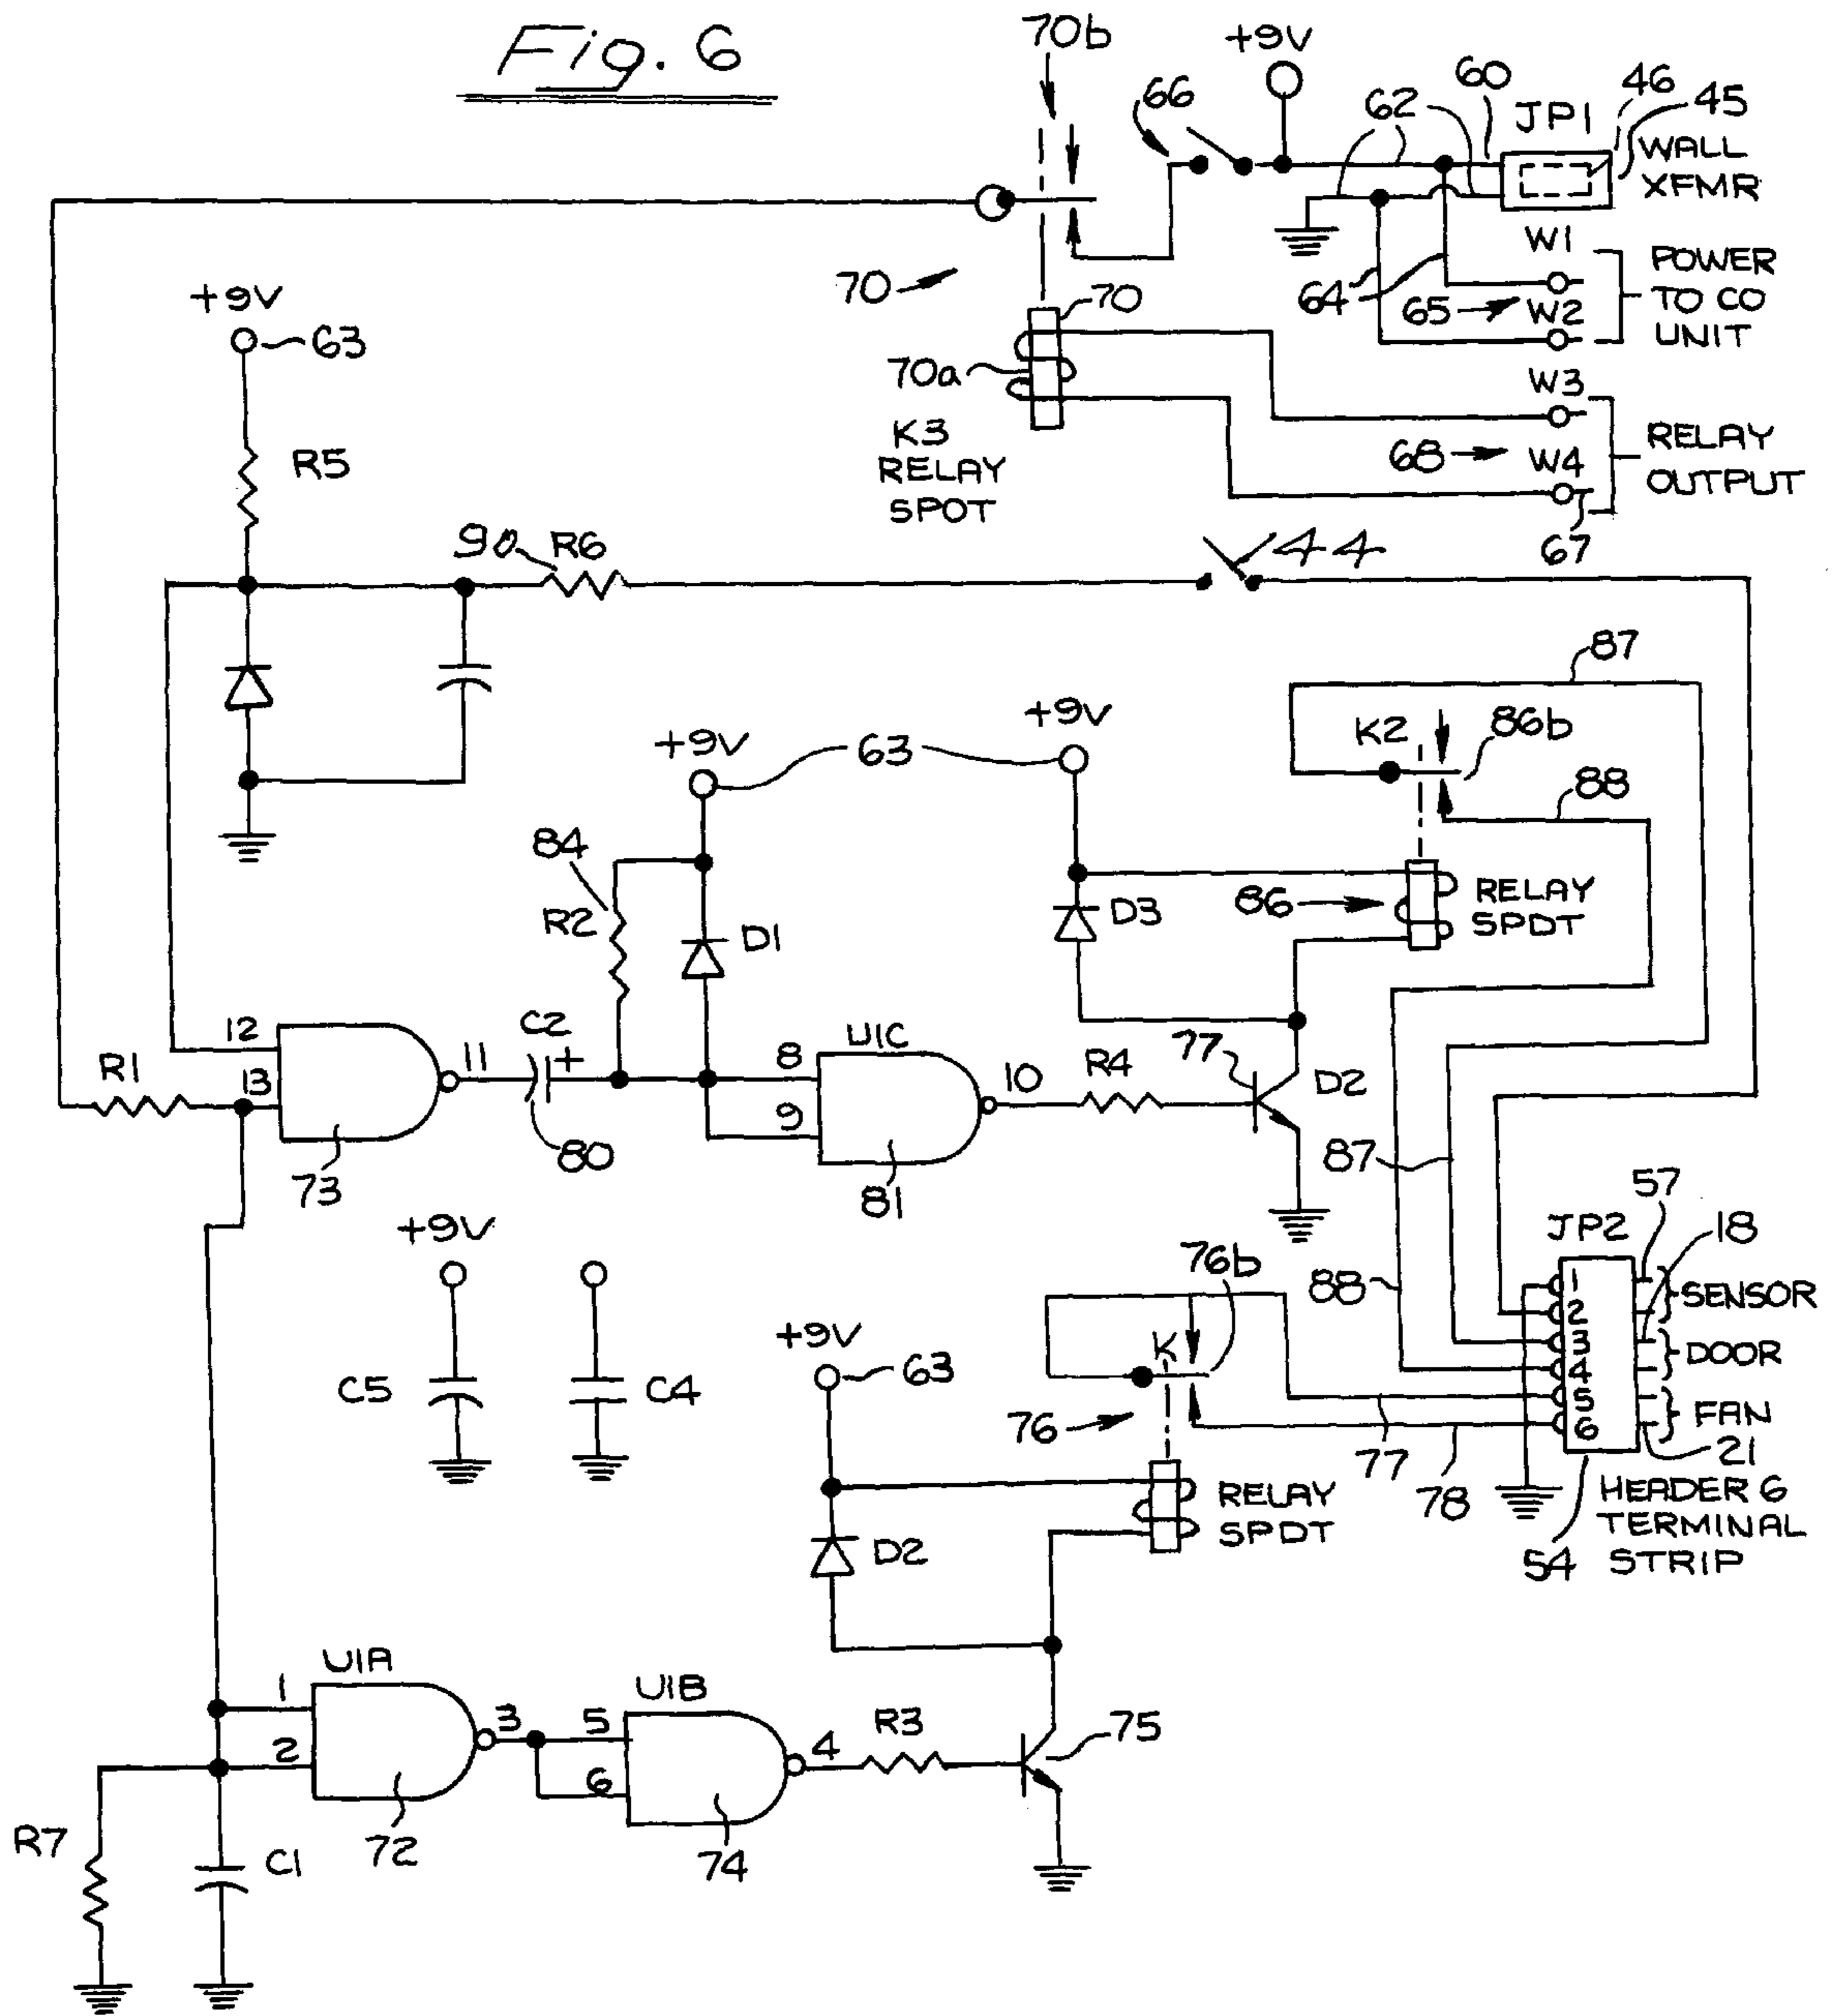 Fig. 6
70b
+9V
66
62
60
JP1
46
45
WALL
XFMR
70
64
65
W1
W2
POWER
TO CO
UNIT
70
70a
K3
RELAY
SPOT
68
W3
W4
RELAY
OUTPUT
67
+9V
63
R5
90
R6
44
87
+9V
63
+9V
K2
86b
88
84
R2
D1
D3
86
RELAY
SPDT
12
R1
13
11
C2
+
73
80
8
9
U1C
10
81
R4
77
D2
87
88
57
JP2
18
1
2
3
4
5
6
SENSOR
DOOR
FAN
21
HEADER 6
TERMINAL
STRIP
54
+9V
C5
C4
+9V
63
K
76b
76
77
78
D2
RELAY
SPDT
U1A
1
2
3
72
U1B
5
6
4
74
R3
75
R7
C1